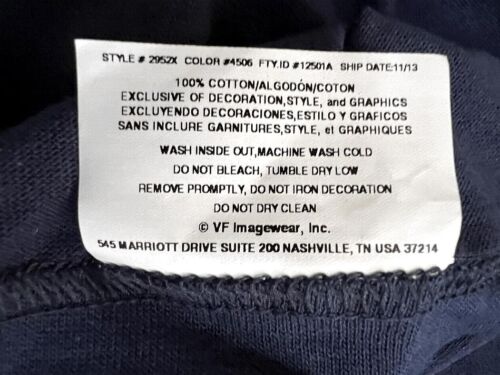 STYLE # 2952X COLOR #4506 FTY.ID #12501A SHIP DATE:11/13
100% COTTON/ALGODÓN/COTON
EXCLUSIVE OF DECORATION,STYLE, and GRAPHICS
EXCLUYENDO DECORACIONES,ESTILO Y GRAFICOS
SANS INCLURE GARNITURES,STYLE, et GRAPHIQUES
WASH INSIDE OUT,MACHINE WASH COLD
DO NOT BLEACH, TUMBLE DRY LOW
REMOVE PROMPTLY, DO NOT IRON DECORATION
DO NOT DRY CLEAN
© VF Imagewear, Inc.
545 MARRIOTT DRIVE SUITE 200 NASHVILLE, TN USA 37214